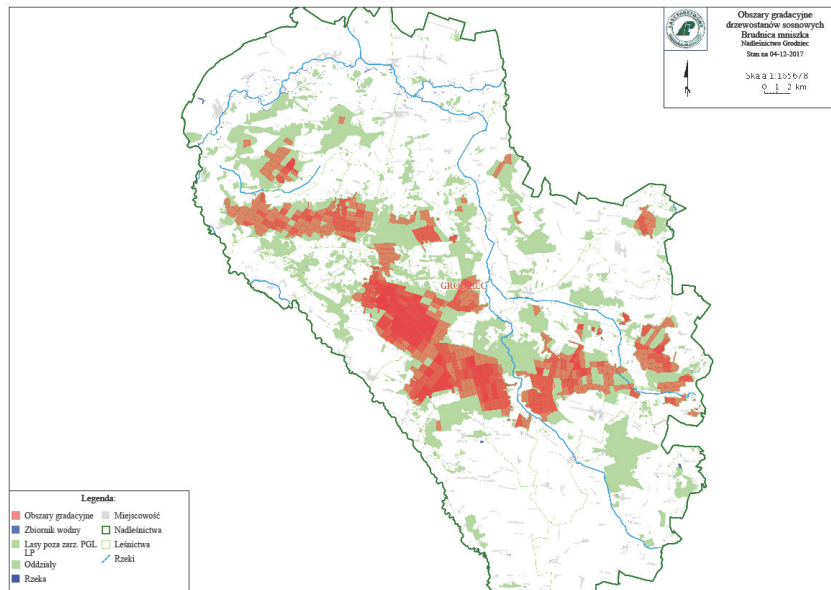 Obszary gradacyjne
drzewostanów sosnowych
Brudnica mniszka
Nadleśnictwo Grodziec
Stan na 04-12-2017
Skala 1:165678
0 1 2 km
GRODZIEC
Legenda:
Obszary gradacyjne
Zbiornik wodny
Lasy poza zarz. PGL
LP
Oddziały
Rzeka
Miejscowość
Nadleśnictwa
Leśnictwa
Rzeki